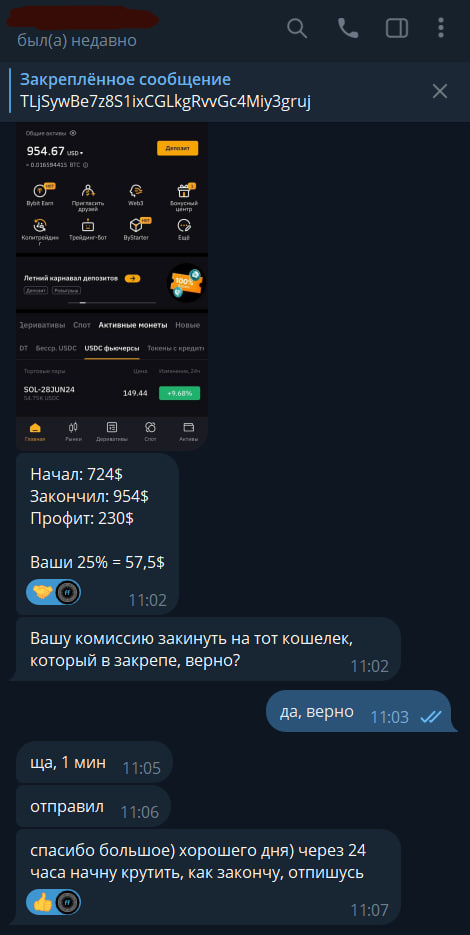 был(а) недавно
Закреплённое сообщение
TLjSywBe7z8S1ixCGLkgRvvGc4Miy3gruj
Общие активы
954.67 USD
Депозит
≈ 0.016594415 BTC
HOT
Bybit Earn
Пригласить друзей
Web3
Бонусный центр
HOT
Копитрейдинг
Трейдинг-бот
ByStarter
Ещё
Летний карнавал депозитов
Депозит
Розыгрыш
100%
Деривативы Спот Активные монеты Новые
DT Бесср. USDC USDC фьючерсы Токены с кредит
Торговые пары Цена Изменения, 24ч
SOL-28JUN24 149.44 +9.68%
54.75K USDC
Главная Рынки Деривативы Спот Активы
Начал: 724$
Закончил: 954$
Профит: 230$
Ваши 25% = 57,5$
11:02
Вашу комиссию закинуть на тот кошелек,
который в закрепе, верно?
11:02
да, верно 11:03
ща, 1 мин 11:05
отправил 11:06
спасибо большое) хорошего дня) через 24
часа начну крутить, как закончу, отпишусь
11:07